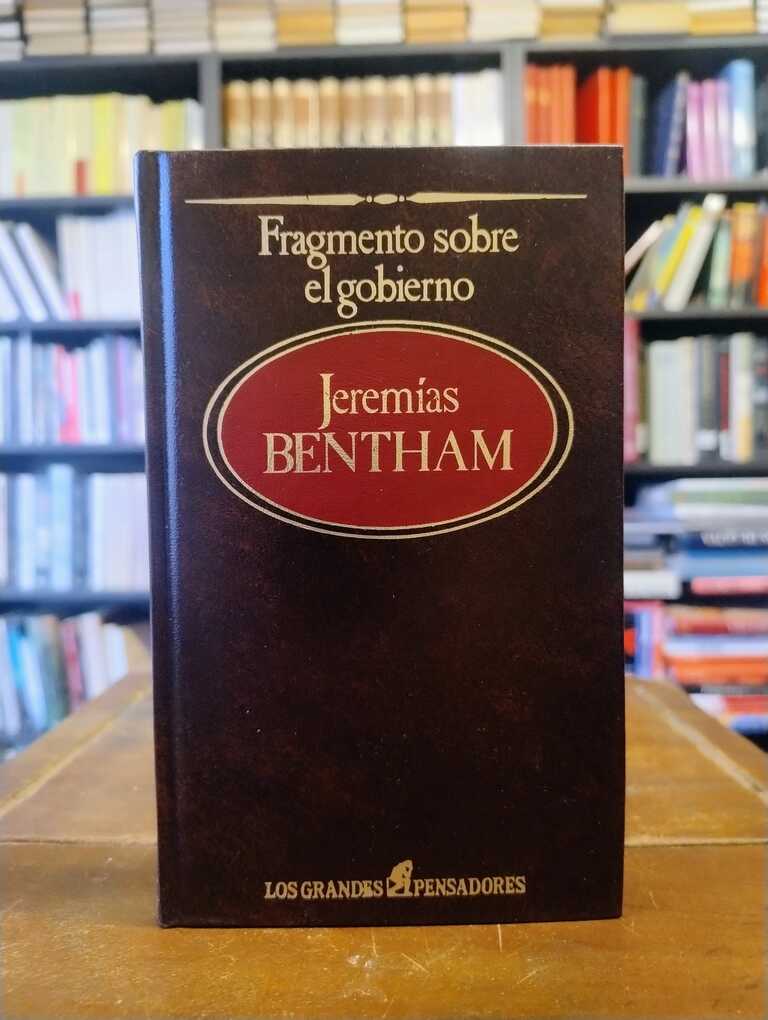 Fragmento sobre
el gobierno
Jeremías
BENTHAM
LOS GRANDES PENSADORES